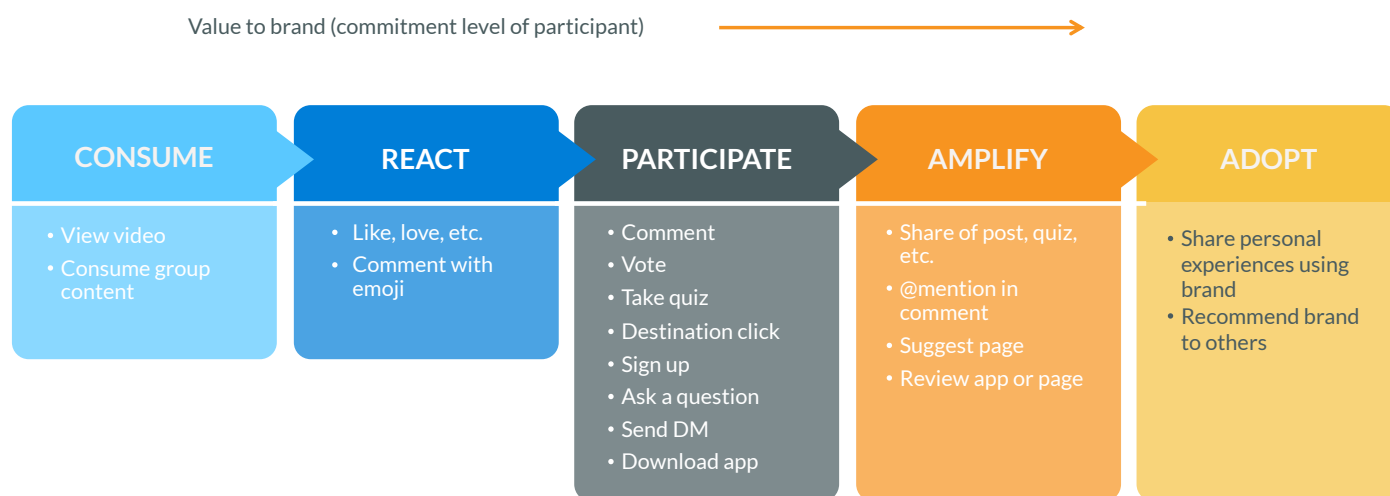 Value to brand (commitment level of participant)
CONSUME
• View video
• Consume group
content
REACT
• Like, love, etc.
• Comment with
emoji
PARTICIPATE
• Comment
• Vote
• Take quiz
• Destination click
• Sign up
• Ask a question
• Send DM
• Download app
AMPLIFY
• Share of post, quiz,
etc.
• @mention in
comment
• Suggest page
• Review app or page
ADOPT
• Share personal
experiences using
brand
• Recommend brand
to others